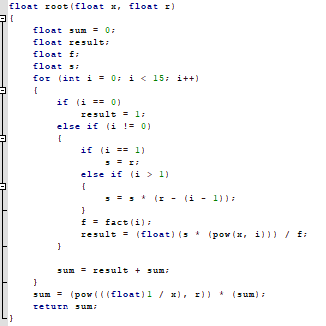 float root(float x, float r)
{
float sum = 0;
float result;
float f;
float s;
for (int i = 0; i < 15; i++)
{
if (i == 0)
result = 1;
else if (i != 0)
{
if (i == 1)
s = r;
else if (i > 1)
{
s = s * (r - (i - 1));
}
f = fact(i);
result = (float)(s * (pow(x, i))) / f;
}
sum = result + sum;
}
sum = (pow(((float)1 / x), r)) * (sum);
return sum;
}